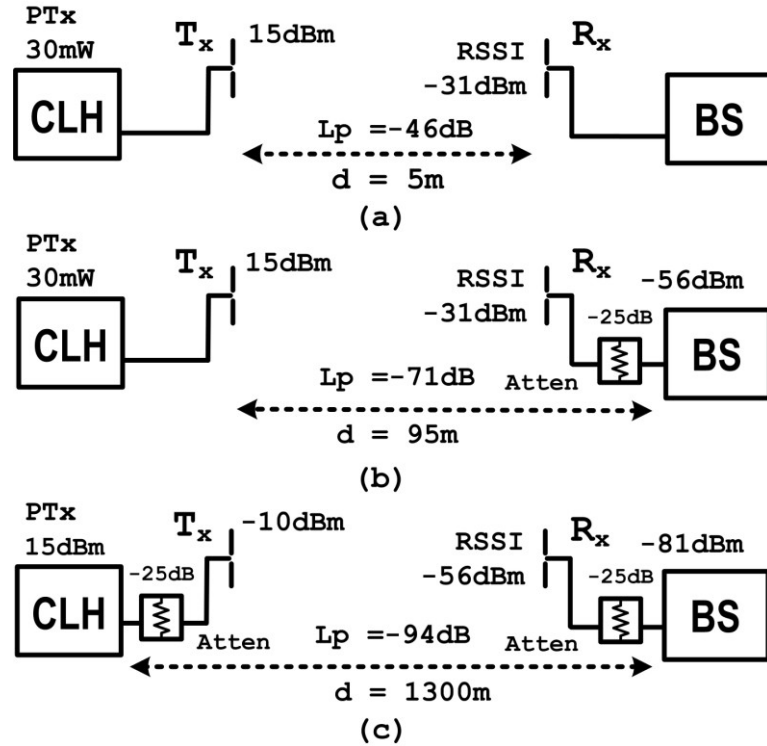 PTx
30mW
CLH
Tx
15dBm
RSSI
-31dBm
Rx
BS
Lp =-46dB
d = 5m
(a)
PTx
30mW
CLH
Tx
15dBm
RSSI
-31dBm
Rx
-56dBm
-25dB
BS
Lp =-71dB
Atten
d = 95m
(b)
PTx
15dBm
CLH
-25dB
Atten
Tx
-10dBm
RSSI
-56dBm
Rx
-81dBm
-25dB
BS
Lp =-94dB
Atten
d = 1300m
(c)